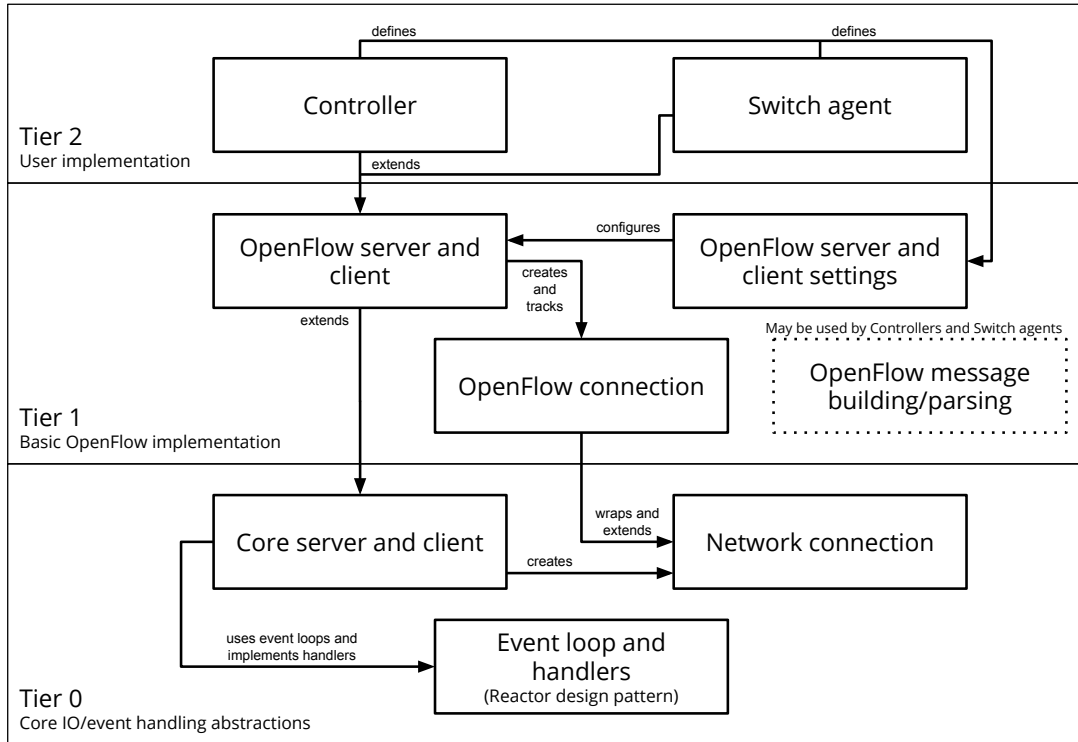 defines
defines
Controller
Switch agent
Tier 2
User implementation
extends
OpenFlow server and
client
configures
OpenFlow server and
client settings
creates
and
tracks
extends
May be used by Controllers and Switch agents
OpenFlow connection
OpenFlow message
building/parsing
Tier 1
Basic OpenFlow implementation
Core server and client
wraps and
extends
Network connection
creates
uses event loops and
implements handlers
Event loop and
handlers
(Reactor design pattern)
Tier 0
Core IO/event handling abstractions